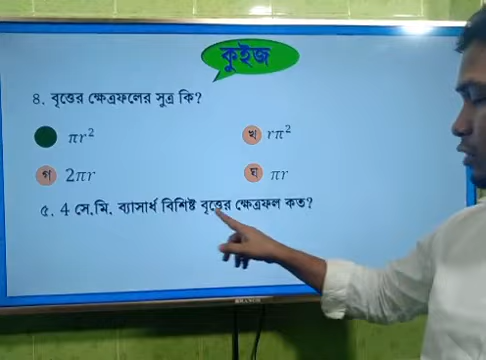 কুইজ
৪. বৃত্তের ক্ষেত্রফলের সুত্র কি?
πr²
খ) rπ²
গ) 2πr
ঘ) πr
৫. 4 সে.মি. ব্যাসার্ধ বিশিষ্ট বৃত্তের ক্ষেত্রফল কত?